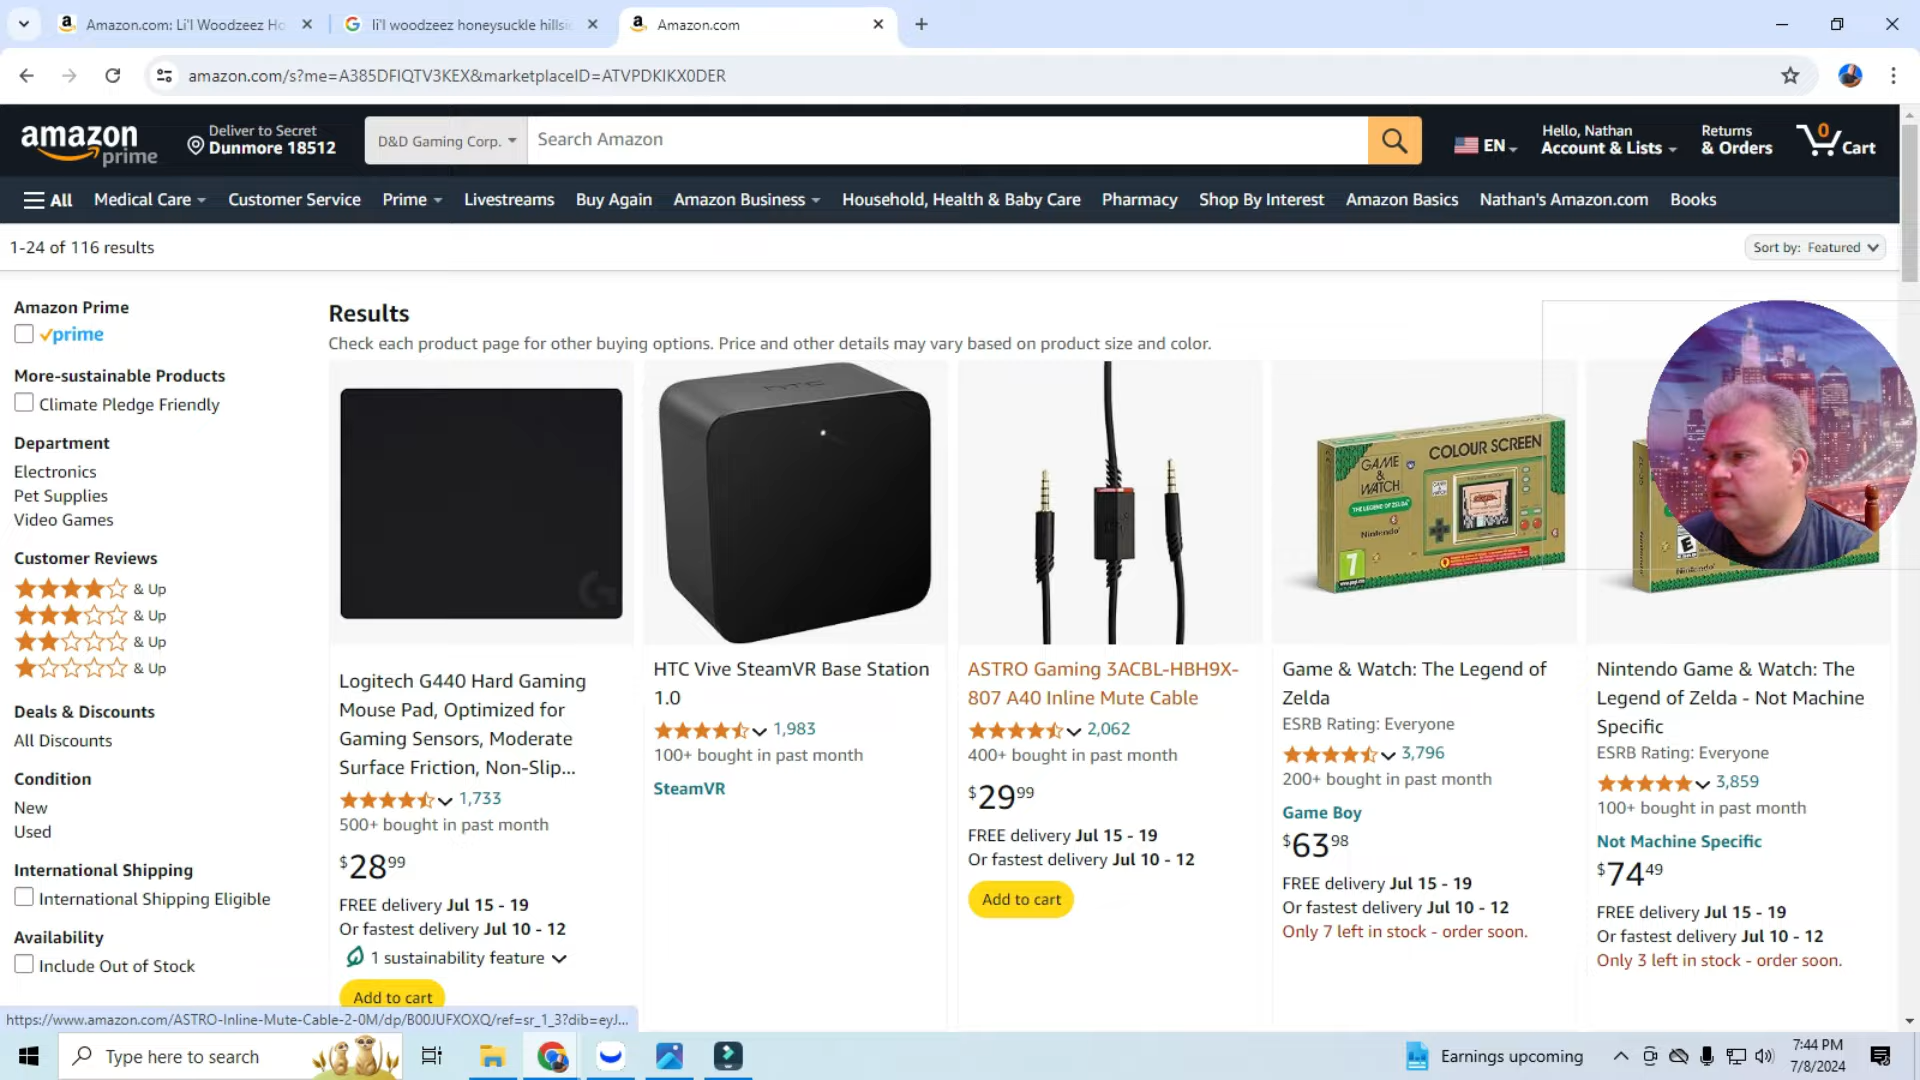 Amazon.com: Li'l Woodzeez Ho
li'l woodzeez honeysuckle hillsi
Amazon.com
amazon.com/s?me=A385DFIQTV3KEX&marketplaceID=ATVPDKIKX0DER
amazon prime
Deliver to Secret
Dunmore 18512
D&D Gaming Corp.
Search Amazon
EN
Hello, Nathan
Account & Lists
Returns
& Orders
0
Cart
All
Medical Care
Customer Service
Prime
Livestreams
Buy Again
Amazon Business
Household, Health & Baby Care
Pharmacy
Shop By Interest
Amazon Basics
Nathan's Amazon.com
Books
1-24 of 116 results
Sort by: Featured
Amazon Prime
prime
More-sustainable Products
Climate Pledge Friendly
Department
Electronics
Pet Supplies
Video Games
Customer Reviews
& Up
& Up
& Up
& Up
Deals & Discounts
All Discounts
Condition
New
Used
International Shipping
International Shipping Eligible
Availability
Include Out of Stock
Results
Check each product page for other buying options. Price and other details may vary based on product size and color.
Logitech G440 Hard Gaming
Mouse Pad, Optimized for
Gaming Sensors, Moderate
Surface Friction, Non-Slip...
1,733
500+ bought in past month
$28.99
FREE delivery Jul 15 - 19
Or fastest delivery Jul 10 - 12
1 sustainability feature
Add to cart
HTC
HTC Vive SteamVR Base Station
1.0
1,983
100+ bought in past month
SteamVR
ASTRO Gaming 3ACBL-HBH9X-
807 A40 Inline Mute Cable
2,062
400+ bought in past month
$29.99
FREE delivery Jul 15 - 19
Or fastest delivery Jul 10 - 12
Add to cart
COLOUR SCREEN
GAME
& WATCH
THE LEGEND OF ZELDA
Nintendo
7
Game & Watch: The Legend of
Zelda
ESRB Rating: Everyone
3,796
200+ bought in past month
Game Boy
$63.98
FREE delivery Jul 15 - 19
Or fastest delivery Jul 10 - 12
Only 7 left in stock - order soon.
E
Nintendo
Nintendo Game & Watch: The
Legend of Zelda - Not Machine
Specific
ESRB Rating: Everyone
3,859
100+ bought in past month
Not Machine Specific
$74.49
FREE delivery Jul 15 - 19
Or fastest delivery Jul 10 - 12
Only 3 left in stock - order soon.
https://www.amazon.com/ASTRO-Inline-Mute-Cable-2-0M/dp/B00JUFXOXQ/ref=sr_1_3?dib=eyJ...
Type here to search
Earnings upcoming
7:44 PM
7/8/2024